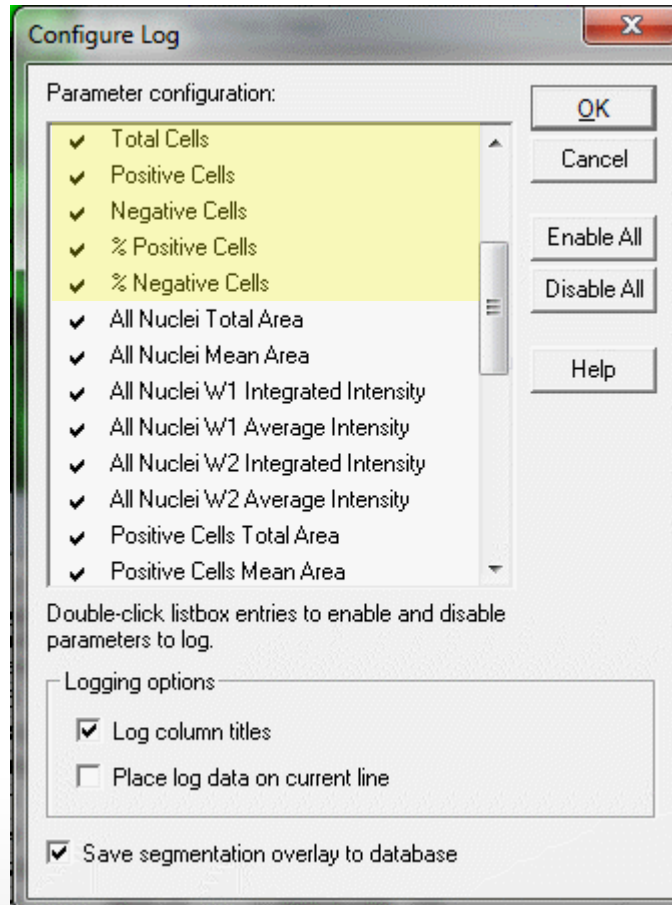 Configure Log
Parameter configuration:
Total Cells
Positive Cells
Negative Cells
% Positive Cells
% Negative Cells
All Nuclei Total Area
All Nuclei Mean Area
All Nuclei W1 Integrated Intensity
All Nuclei W1 Average Intensity
All Nuclei W2 Integrated Intensity
All Nuclei W2 Average Intensity
Positive Cells Total Area
Positive Cells Mean Area
OK
Cancel
Enable All
Disable All
Help
Double-click listbox entries to enable and disable
parameters to log.
Logging options
Log column titles
Place log data on current line
Save segmentation overlay to database